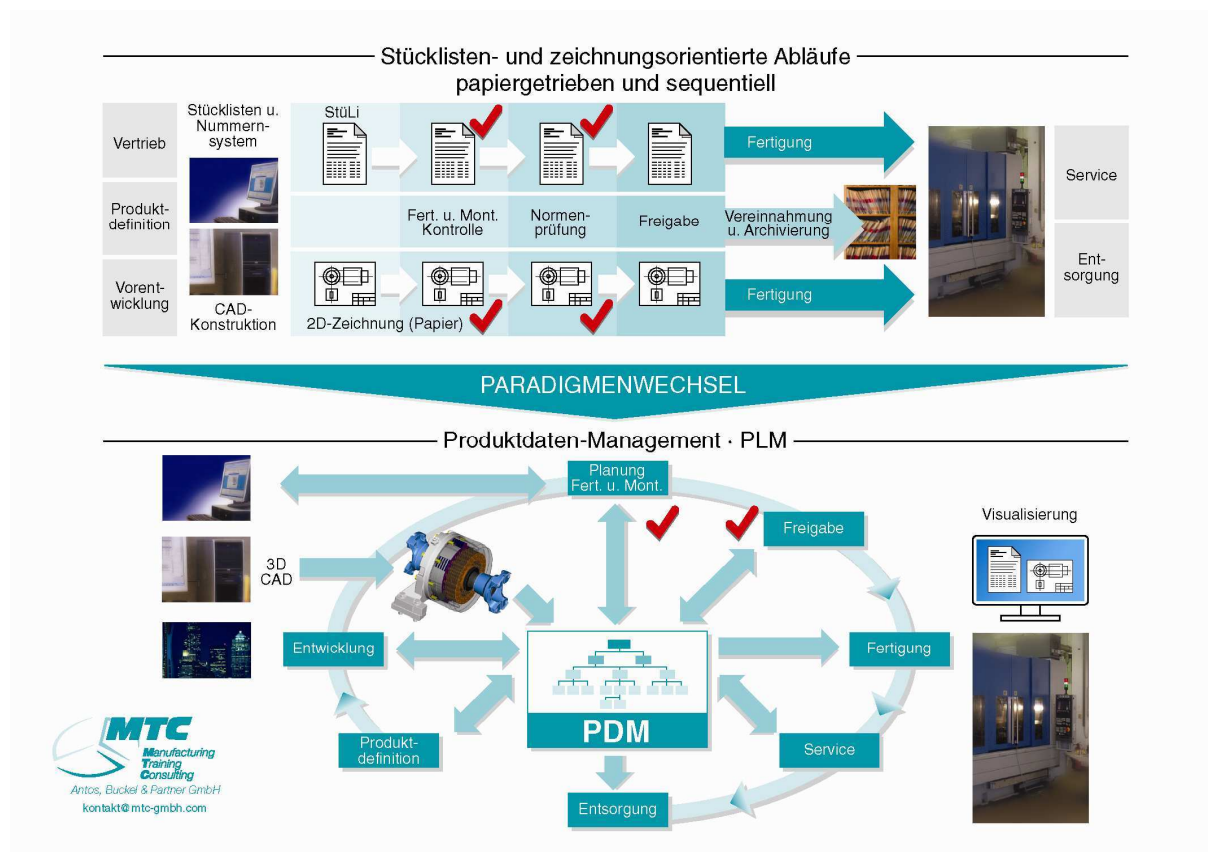 Stücklisten- und zeichnungsorientierte Abläufe
papiergetrieben und sequentiell
Vertrieb
Produkt-
definition
Vorent-
wicklung
Stücklisten u.
Nummern-
system
CAD-
Konstruktion
StüLi
Fert. u. Mont.
Kontrolle
Normen-
prüfung
Freigabe
2D-Zeichnung (Papier)
Fertigung
Vereinnahmung
u. Archivierung
Fertigung
Service
Ent-
sorgung
PARADIGMENWECHSEL
Produktdaten-Management · PLM
Planung
Fert. u. Mont.
Freigabe
Visualisierung
3D
CAD
Entwicklung
Fertigung
PDM
Produkt-
definition
Service
Entsorgung
MTC
Manufacturing
Training
Consulting
Antos, Buckel & Partner GmbH
kontakt@mtc-gmbh.com